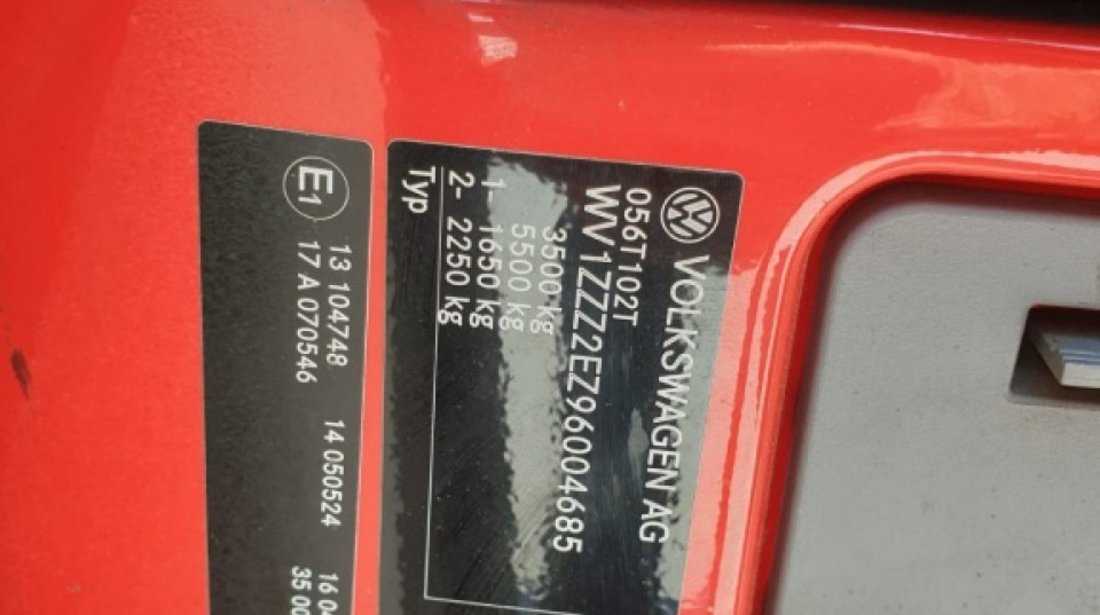 VOLKSWAGEN AG
056T102T
WV1ZZZ2EZ96004685
3500 kg
5500 kg
1- 1650 kg
2- 2250 kg
Typ
E1
13 104748 14 050524
17 A 070546